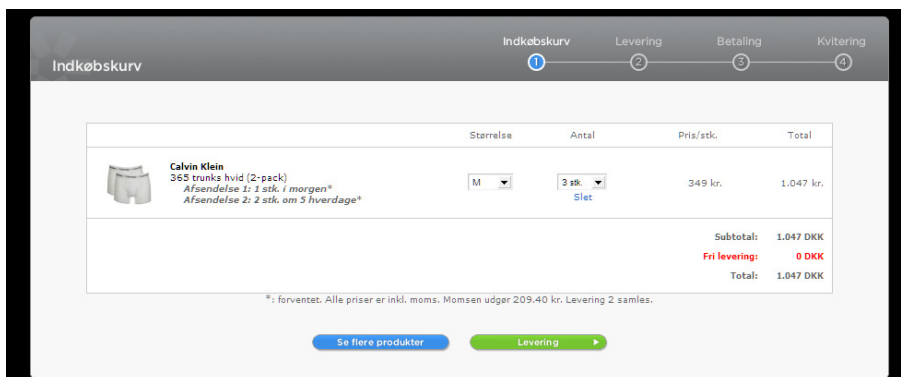 Indkøbskurv Levering Betaling Kvitering
Indkøbskurv 1 2 3 4
Størrelse Antal Pris/stk. Total
Calvin Klein
365 trunks hvid (2-pack)
Afsendelse 1: 1 stk. i morgen*
Afsendelse 2: 2 stk. om 5 hverdage*
M 3 stk. 349 kr. 1.047 kr.
Slet
Subtotal: 1.047 DKK
Fri levering: 0 DKK
Total: 1.047 DKK
*: forventet. Alle priser er inkl. moms. Momsen udgør 209.40 kr. Levering 2 samles.
Se flere produkter Levering